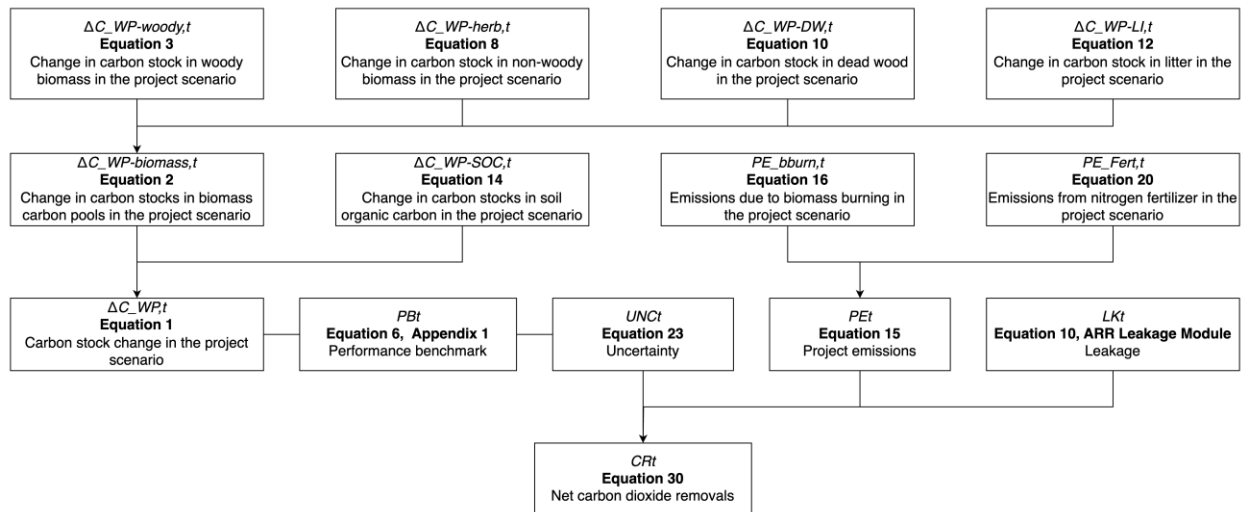 ΔC_WP-woody,t
Equation 3
Change in carbon stock in woody
biomass in the project scenario
ΔC_WP-herb,t
Equation 8
Change in carbon stock in non-woody
biomass in the project scenario
ΔC_WP-DW,t
Equation 10
Change in carbon stock in dead wood
in the project scenario
ΔC_WP-LI,t
Equation 12
Change in carbon stock in litter in the
project scenario
ΔC_WP-biomass,t
Equation 2
Change in carbon stocks in biomass
carbon pools in the project scenario
ΔC_WP-SOC,t
Equation 14
Change in carbon stocks in soil
organic carbon in the project scenario
PE_bburn,t
Equation 16
Emissions due to biomass burning in
the project scenario
PE_Fert,t
Equation 20
Emissions from nitrogen fertilizer in the
project scenario
ΔC_WP,t
Equation 1
Carbon stock change in the project
scenario
PBt
Equation 6, Appendix 1
Performance benchmark
UNCt
Equation 23
Uncertainty
PEt
Equation 15
Project emissions
LKt
Equation 10, ARR Leakage Module
Leakage
CRt
Equation 30
Net carbon dioxide removals